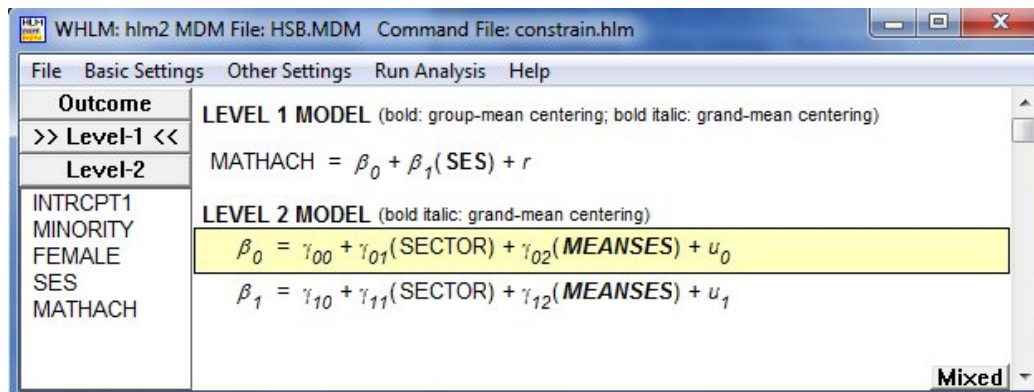 WHLM: hlm2 MDM File: HSB.MDM Command File: constrain.hlm
File Basic Settings Other Settings Run Analysis Help
Outcome
>> Level-1 <<
Level-2
INTRCPT1
MINORITY
FEMALE
SES
MATHACH
LEVEL 1 MODEL (bold: group-mean centering; bold italic: grand-mean centering)
MATHACH = β0 + β1(SES) + r
LEVEL 2 MODEL (bold italic: grand-mean centering)
β0 = γ00 + γ01(SECTOR) + γ02(MEANSES) + u0
β1 = γ10 + γ11(SECTOR) + γ12(MEANSES) + u1
Mixed